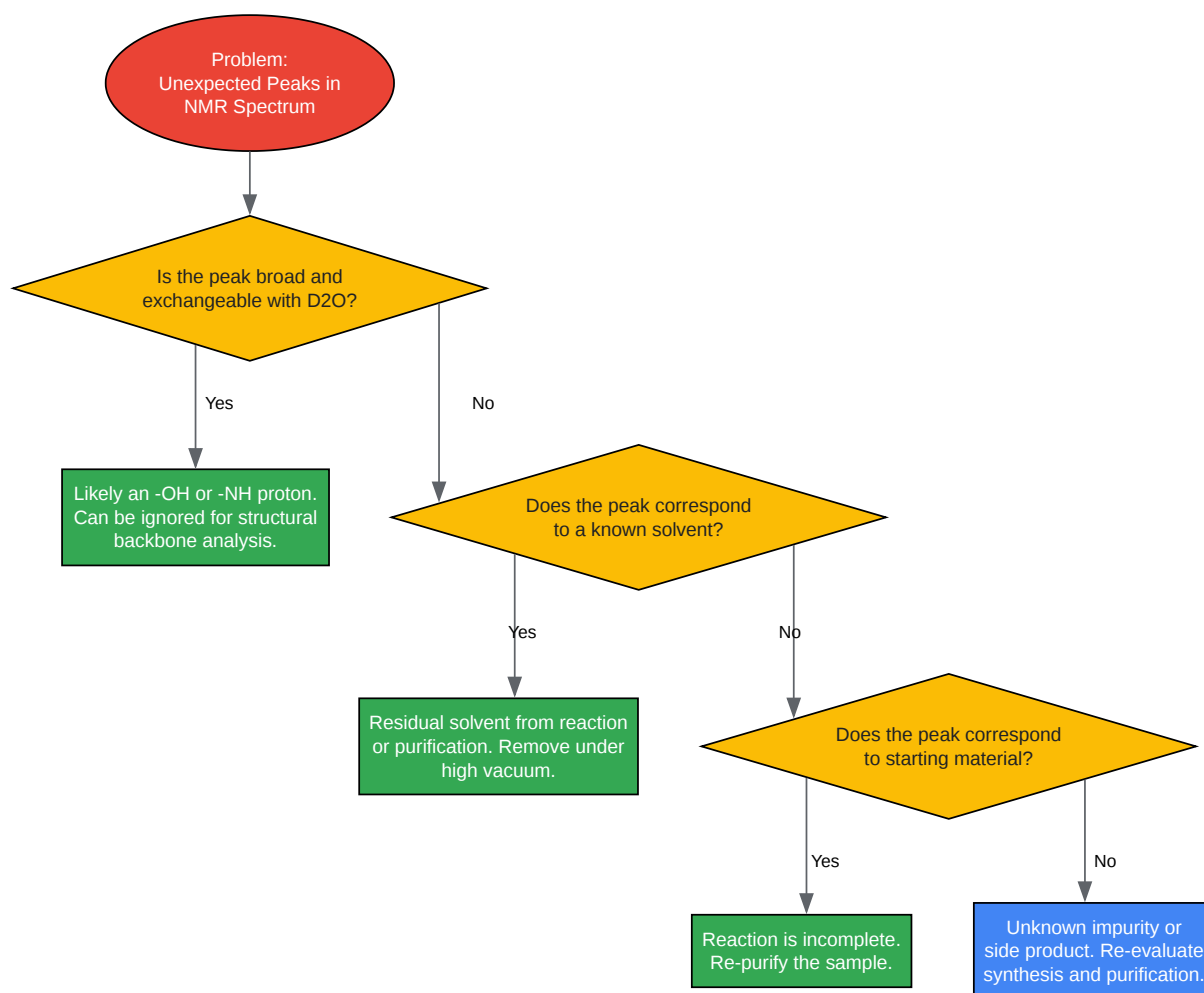 Problem:
Unexpected Peaks in
NMR Spectrum
Is the peak broad and
exchangeable with D2O?
Yes
No
Likely an -OH or -NH proton.
Can be ignored for structural
backbone analysis.
Does the peak correspond
to a known solvent?
Yes
No
Residual solvent from reaction
or purification. Remove under
high vacuum.
Does the peak correspond
to starting material?
Yes
No
Reaction is incomplete.
Re-purify the sample.
Unknown impurity or
side product. Re-evaluate
synthesis and purification.